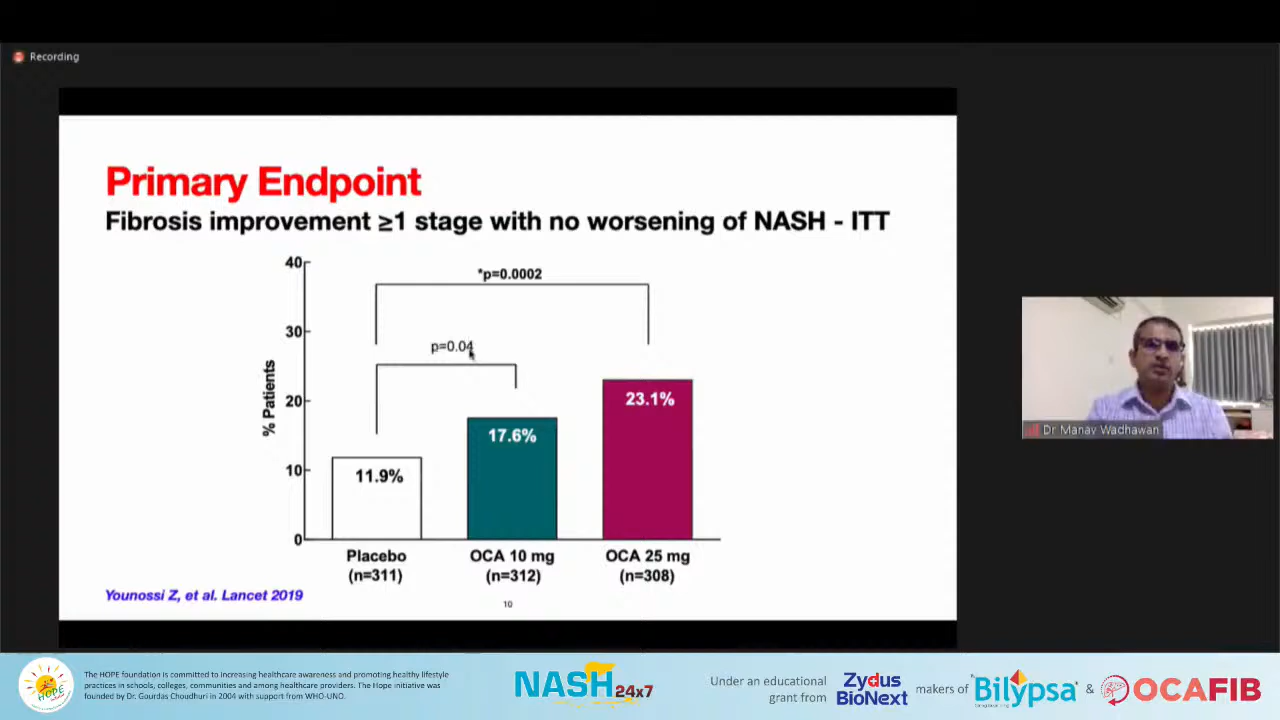 Recording
Primary Endpoint
Fibrosis improvement ≥1 stage with no worsening of NASH - ITT
40
30
20
10
0
% Patients
*p=0.0002
p=0.04
11.9%
17.6%
23.1%
Placebo
(n=311)
OCA 10 mg
(n=312)
OCA 25 mg
(n=308)
Younossi Z, et al. Lancet 2019
10
Dr Manav Wadhawan
HOPE
The HOPE foundation is committed to increasing healthcare awareness and promoting healthy lifestyle
practices in schools, colleges, communities and among healthcare providers. The Hope initiative was
founded by Dr. Gourdas Choudhuri in 2004 with support from WHO-UNO.
NASH 24x7
Under an educational
grant from
Zydus
BioNext
makers of
Bilypsa
&
OCAFIB